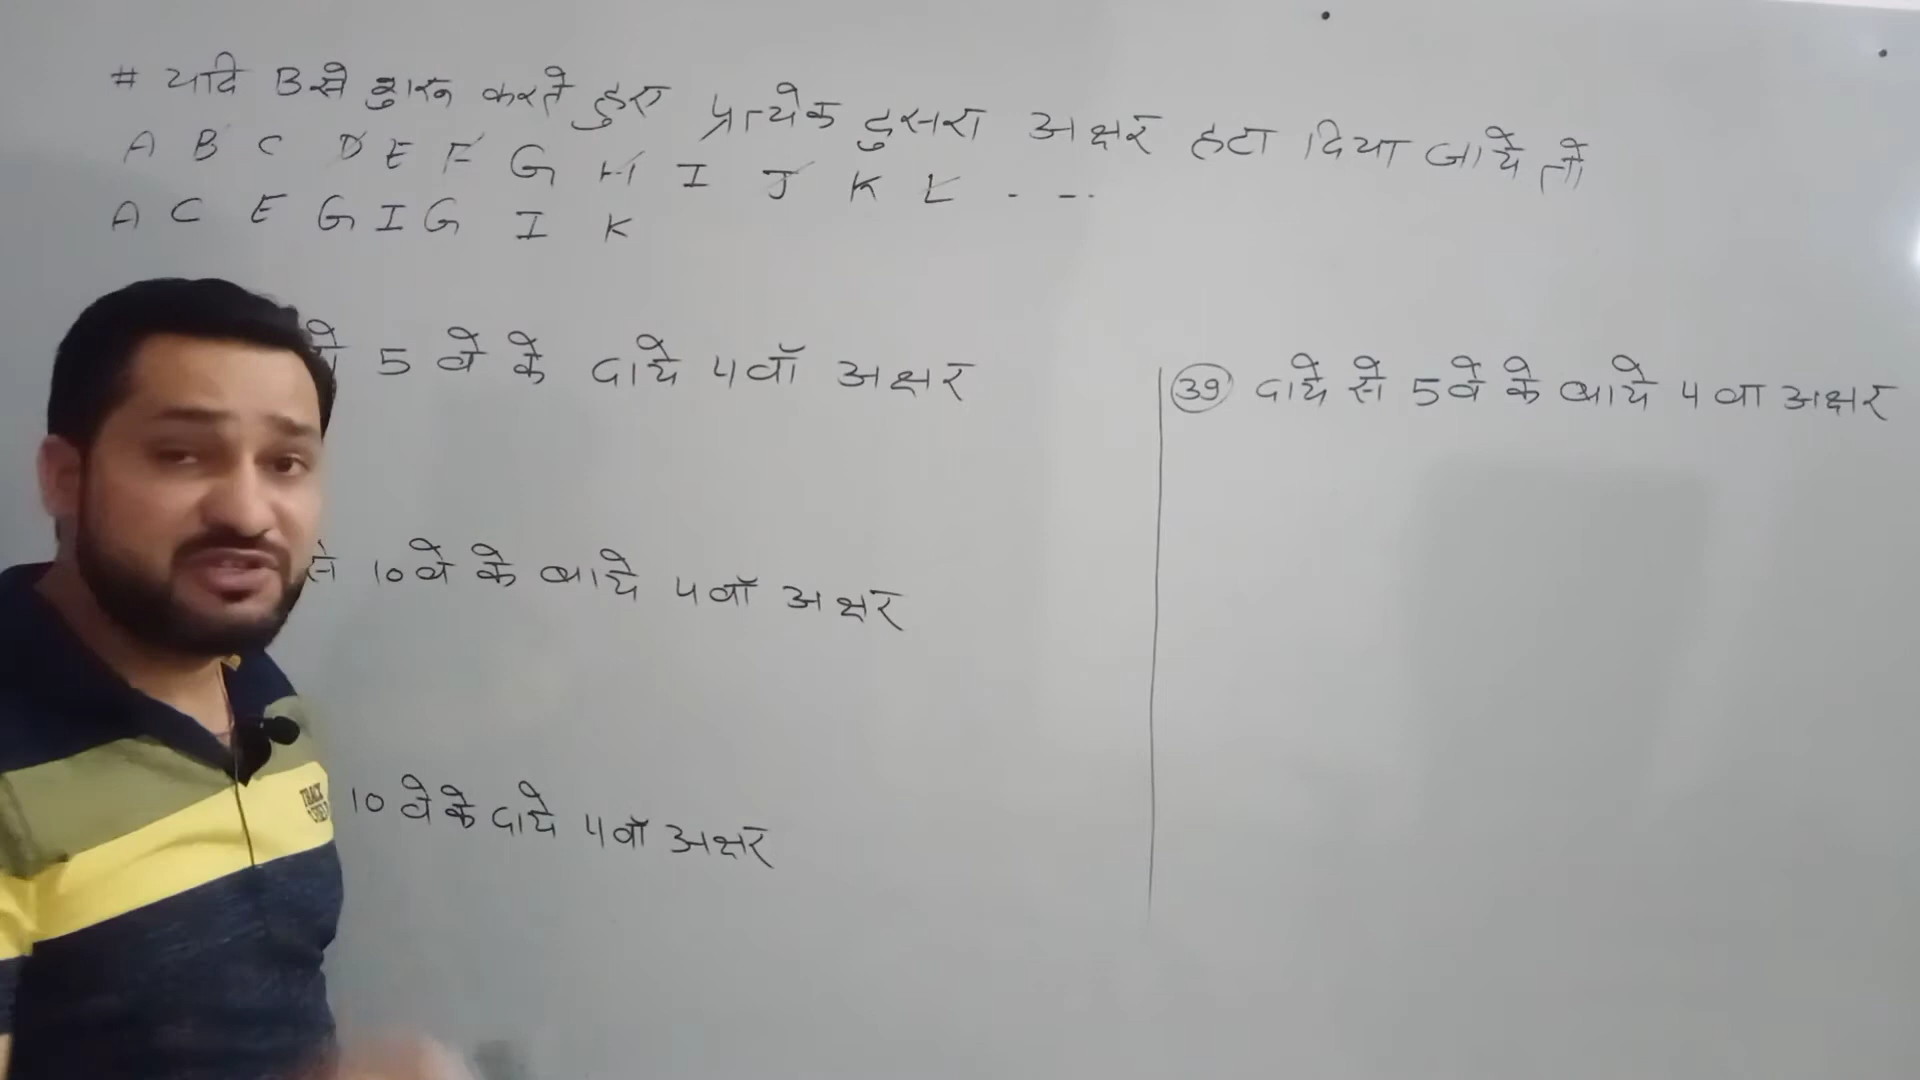 # यदि B से शुरू करते हुए प्रत्येक दुसरा अक्षर हटा दिया जाये तो
A B C D E F G H I J K L - - -
A C E G I G I K
5 वे के दाये 4वाँ अक्षर
39 दाये से 5वे के बाये 4 वा अक्षर
से 10 वे के बाये 4वाँ अक्षर
10 वे के दाये 4वाँ अक्षर